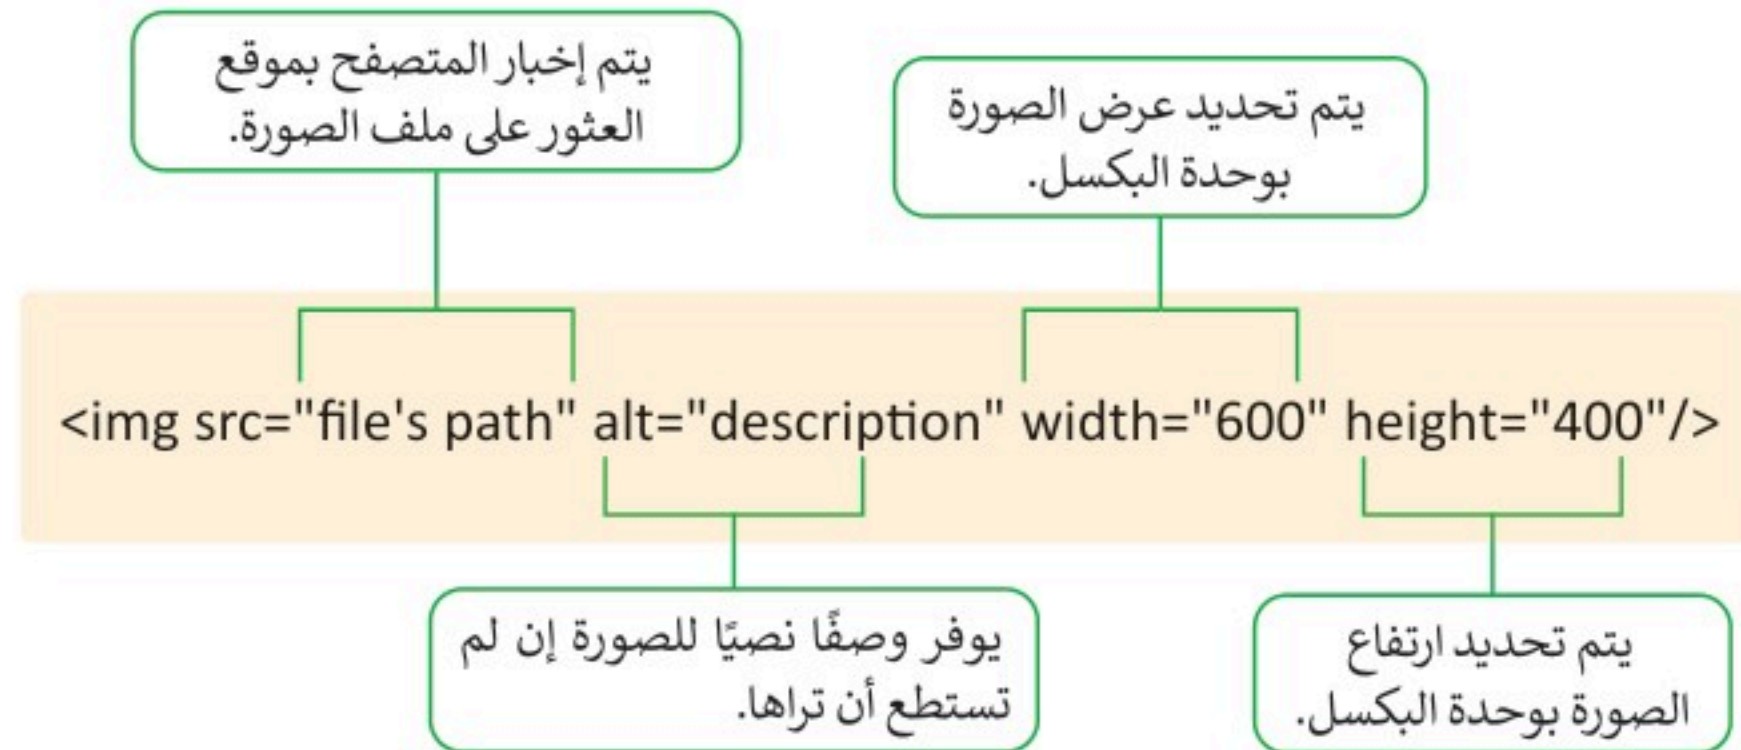 يتم إخبار المتصفح بموقع
العثور على ملف الصورة.
يتم تحديد عرض الصورة
بوحدة البكسل.
<img src="file's path" alt="description" width="600" height="400"/>
يوفر وصفًا نصيًا للصورة إن لم
تستطع أن تراها.
يتم تحديد ارتفاع
الصورة بوحدة البكسل.